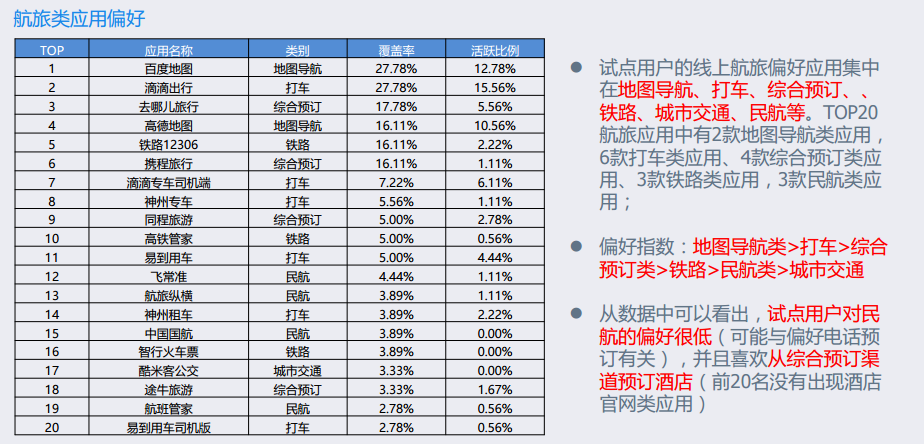 航旅类应用偏好
TOP 应用名称 类别 覆盖率 活跃比例
1 百度地图 地图导航 27.78% 12.78%
2 滴滴出行 打车 27.78% 15.56%
3 去哪儿旅行 综合预订 17.78% 5.56%
4 高德地图 地图导航 16.11% 10.56%
5 铁路12306 铁路 16.11% 2.22%
6 携程旅行 综合预订 16.11% 1.11%
7 滴滴专车司机端 打车 7.22% 6.11%
8 神州专车 打车 5.56% 1.11%
9 同程旅游 综合预订 5.00% 2.78%
10 高铁管家 铁路 5.00% 0.56%
11 易到用车 打车 5.00% 4.44%
12 飞常准 民航 4.44% 1.11%
13 航旅纵横 民航 3.89% 1.11%
14 神州租车 打车 3.89% 2.22%
15 中国国航 民航 3.89% 0.00%
16 智行火车票 铁路 3.89% 0.00%
17 酷米客公交 城市交通 3.33% 0.00%
18 途牛旅游 综合预订 3.33% 1.67%
19 航班管家 民航 2.78% 0.56%
20 易到用车司机版 打车 2.78% 0.56%
● 试点用户的线上航旅偏好应用集中
在地图导航、打车、综合预订、、
铁路、城市交通、民航等。TOP20
航旅应用中有2款地图导航类应用，
6款打车类应用、4款综合预订类应
用、3款铁路类应用，3款民航类应
用；
● 偏好指数：地图导航类>打车>综合
预订类>铁路>民航类>城市交通
● 从数据中可以看出，试点用户对民
航的偏好很低（可能与偏好电话预
订有关），并且喜欢从综合预订渠
道预订酒店（前20名没有出现酒店
官网类应用）